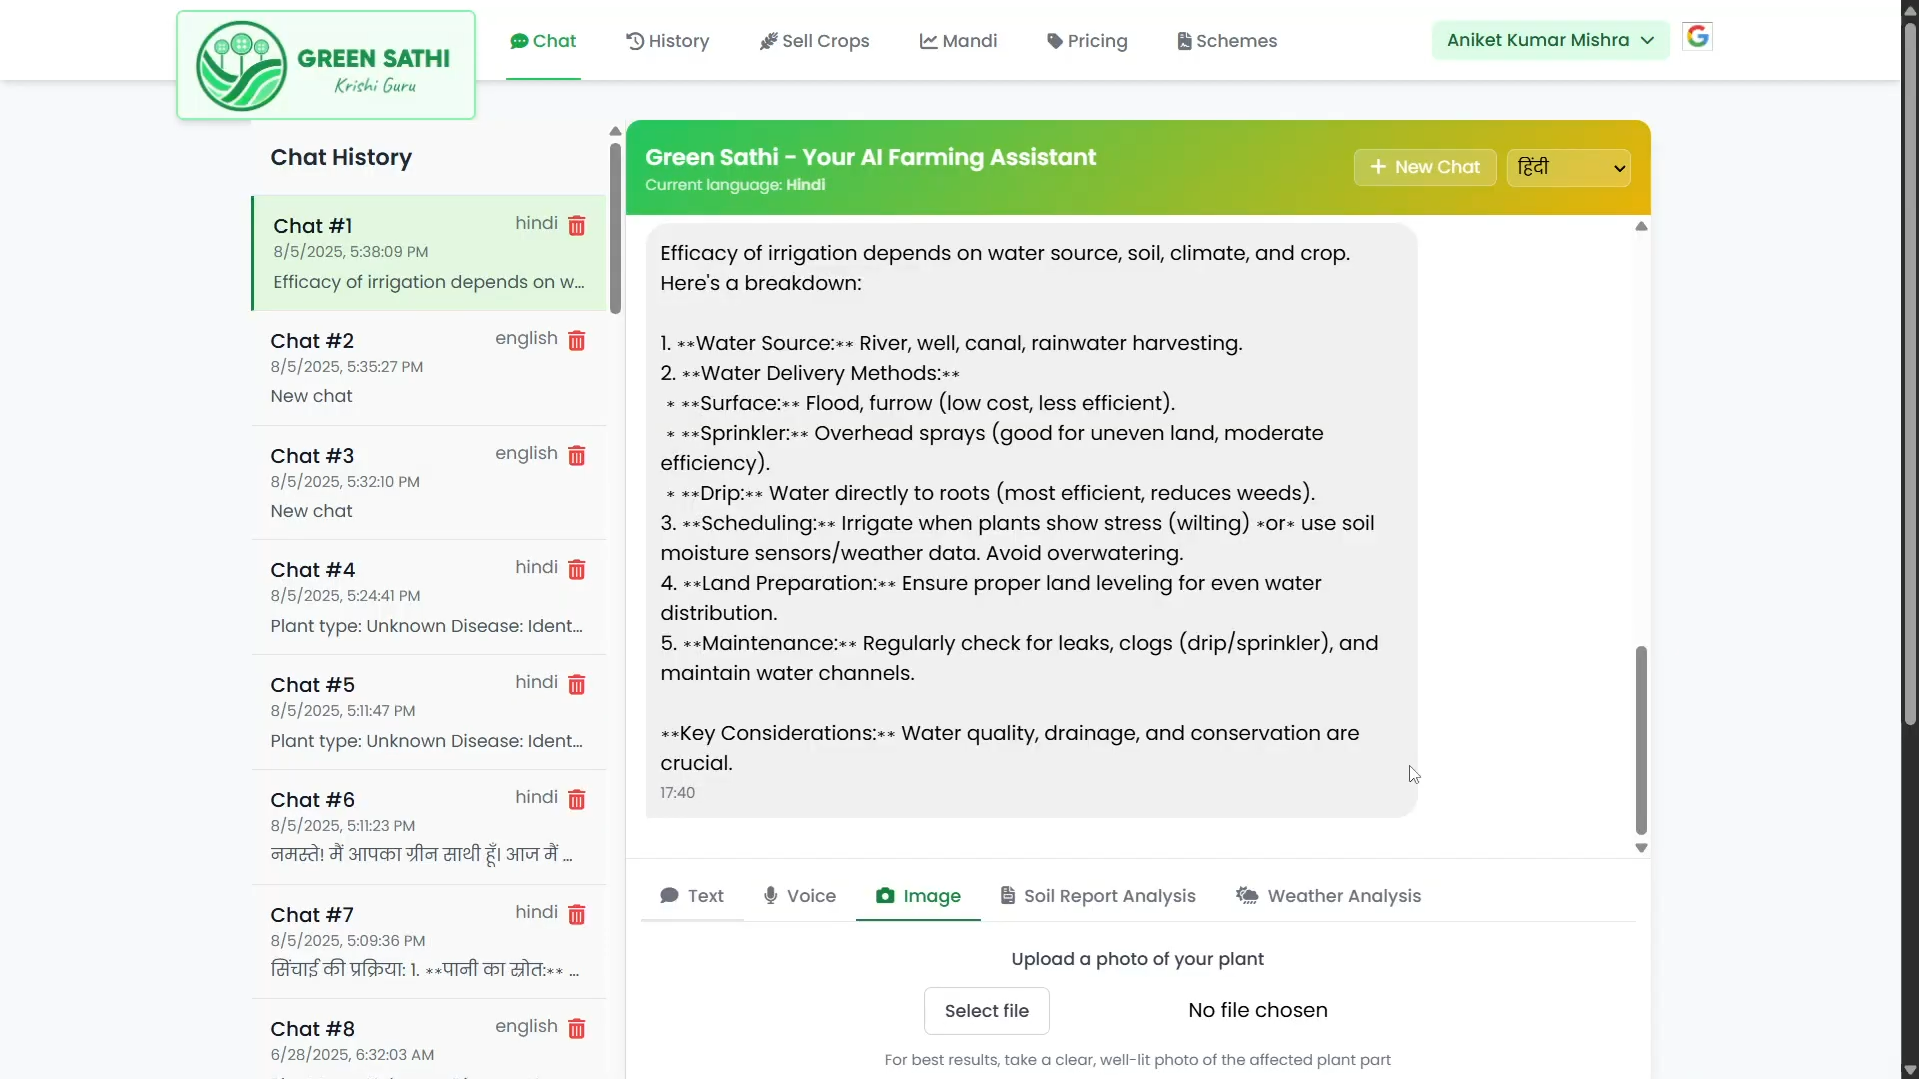 GREEN SATHI
Krishi Guru
Chat
History
Sell Crops
Mandi
Pricing
Schemes
Aniket Kumar Mishra
G
Chat History
Chat #1
hindi
8/5/2025, 5:38:09 PM
Efficacy of irrigation depends on w...
Chat #2
english
8/5/2025, 5:35:27 PM
New chat
Chat #3
english
8/5/2025, 5:32:10 PM
New chat
Chat #4
hindi
8/5/2025, 5:24:41 PM
Plant type: Unknown Disease: Ident...
Chat #5
hindi
8/5/2025, 5:11:47 PM
Plant type: Unknown Disease: Ident...
Chat #6
hindi
8/5/2025, 5:11:23 PM
नमस्ते! मैं आपका ग्रीन साथी हूँ। आज मैं ...
Chat #7
hindi
8/5/2025, 5:09:36 PM
सिंचाई की प्रक्रिया: 1. **पानी का स्रोत:** ...
Chat #8
english
6/28/2025, 6:32:03 AM
Green Sathi - Your AI Farming Assistant
Current language: Hindi
+ New Chat
हिंदी
Efficacy of irrigation depends on water source, soil, climate, and crop.
Here's a breakdown:
1. **Water Source:** River, well, canal, rainwater harvesting.
2. **Water Delivery Methods:**
* **Surface:** Flood, furrow (low cost, less efficient).
* **Sprinkler:** Overhead sprays (good for uneven land, moderate
efficiency).
* **Drip:** Water directly to roots (most efficient, reduces weeds).
3. **Scheduling:** Irrigate when plants show stress (wilting) *or* use soil
moisture sensors/weather data. Avoid overwatering.
4. **Land Preparation:** Ensure proper land leveling for even water
distribution.
5. **Maintenance:** Regularly check for leaks, clogs (drip/sprinkler), and
maintain water channels.
**Key Considerations:** Water quality, drainage, and conservation are
crucial.
17:40
Text
Voice
Image
Soil Report Analysis
Weather Analysis
Upload a photo of your plant
Select file
No file chosen
For best results, take a clear, well-lit photo of the affected plant part